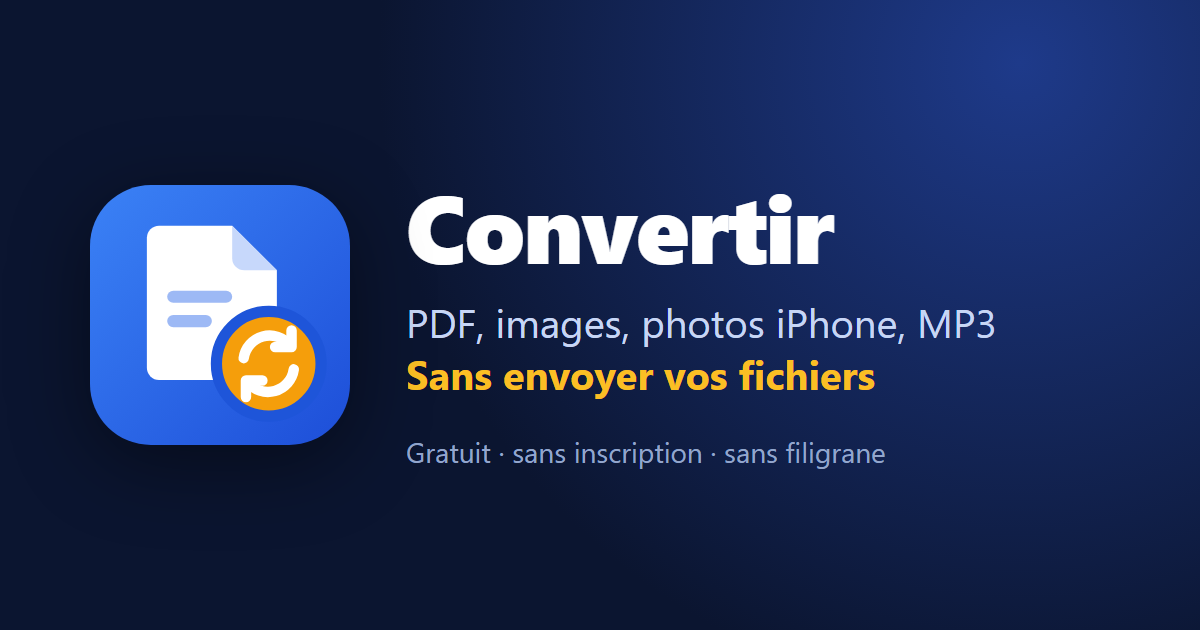 Convertir
PDF, images, photos iPhone, MP3
Sans envoyer vos fichiers
Gratuit · sans inscription · sans filigrane